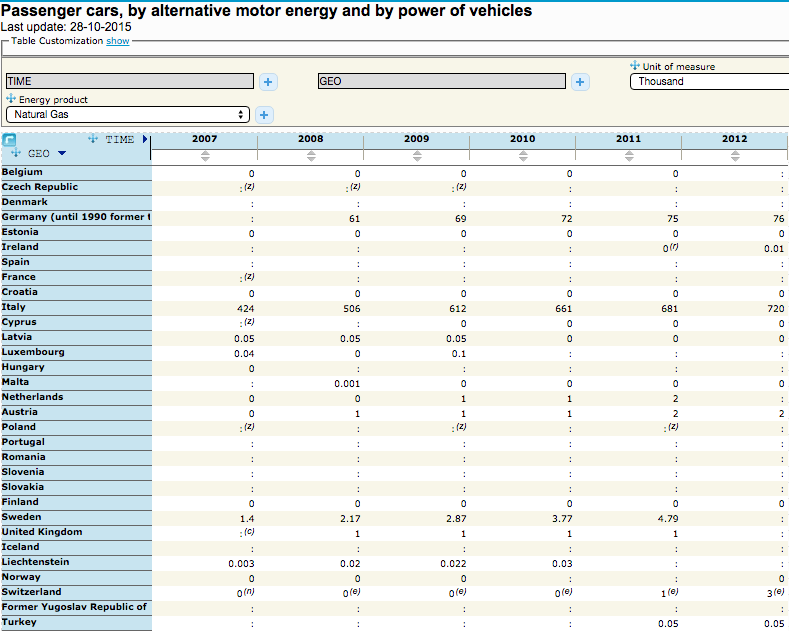 Passenger cars, by alternative motor energy and by power of vehicles
Last update: 28-10-2015
Table Customization show
TIME + GEO + Unit of measure
Thousand
Energy product
Natural Gas +
TIME 2007 2008 2009 2010 2011 2012
GEO
Belgium 0 0 0 0 0 :
Czech Republic :(z) :(z) :(z) : : :
Denmark : : : : : :
Germany (until 1990 former t : 61 69 72 75 76
Estonia 0 0 0 0 0 0
Ireland : : : : 0(r) 0.01
Spain : : : : : :
France :(z) : : : : :
Croatia 0 0 0 0 0 0
Italy 424 506 612 661 681 720
Cyprus :(z) : 0 0 0 0
Latvia 0.05 0.05 0.05 0 0 0
Luxembourg 0.04 0 0.1 : : :
Hungary 0 : : : : :
Malta : 0.001 0 0 0 0
Netherlands 0 0 1 1 2 :
Austria 0 1 1 1 2 2
Poland :(z) : :(z) : :(z) :
Portugal : : : : : :
Romania : : : : : :
Slovenia : : : : : :
Slovakia : : : : : :
Finland 0 0 0 0 0 0
Sweden 1.4 2.17 2.87 3.77 4.79 :
United Kingdom :(c) 1 1 1 1 :
Iceland : : : : : :
Liechtenstein 0.003 0.02 0.022 0.03 : :
Norway 0 0 0 : : 0
Switzerland 0(n) 0(e) 0(e) 0(e) 1(e) 3(e)
Former Yugoslav Republic of : : : : : :
Turkey : : : : 0.05 0.05